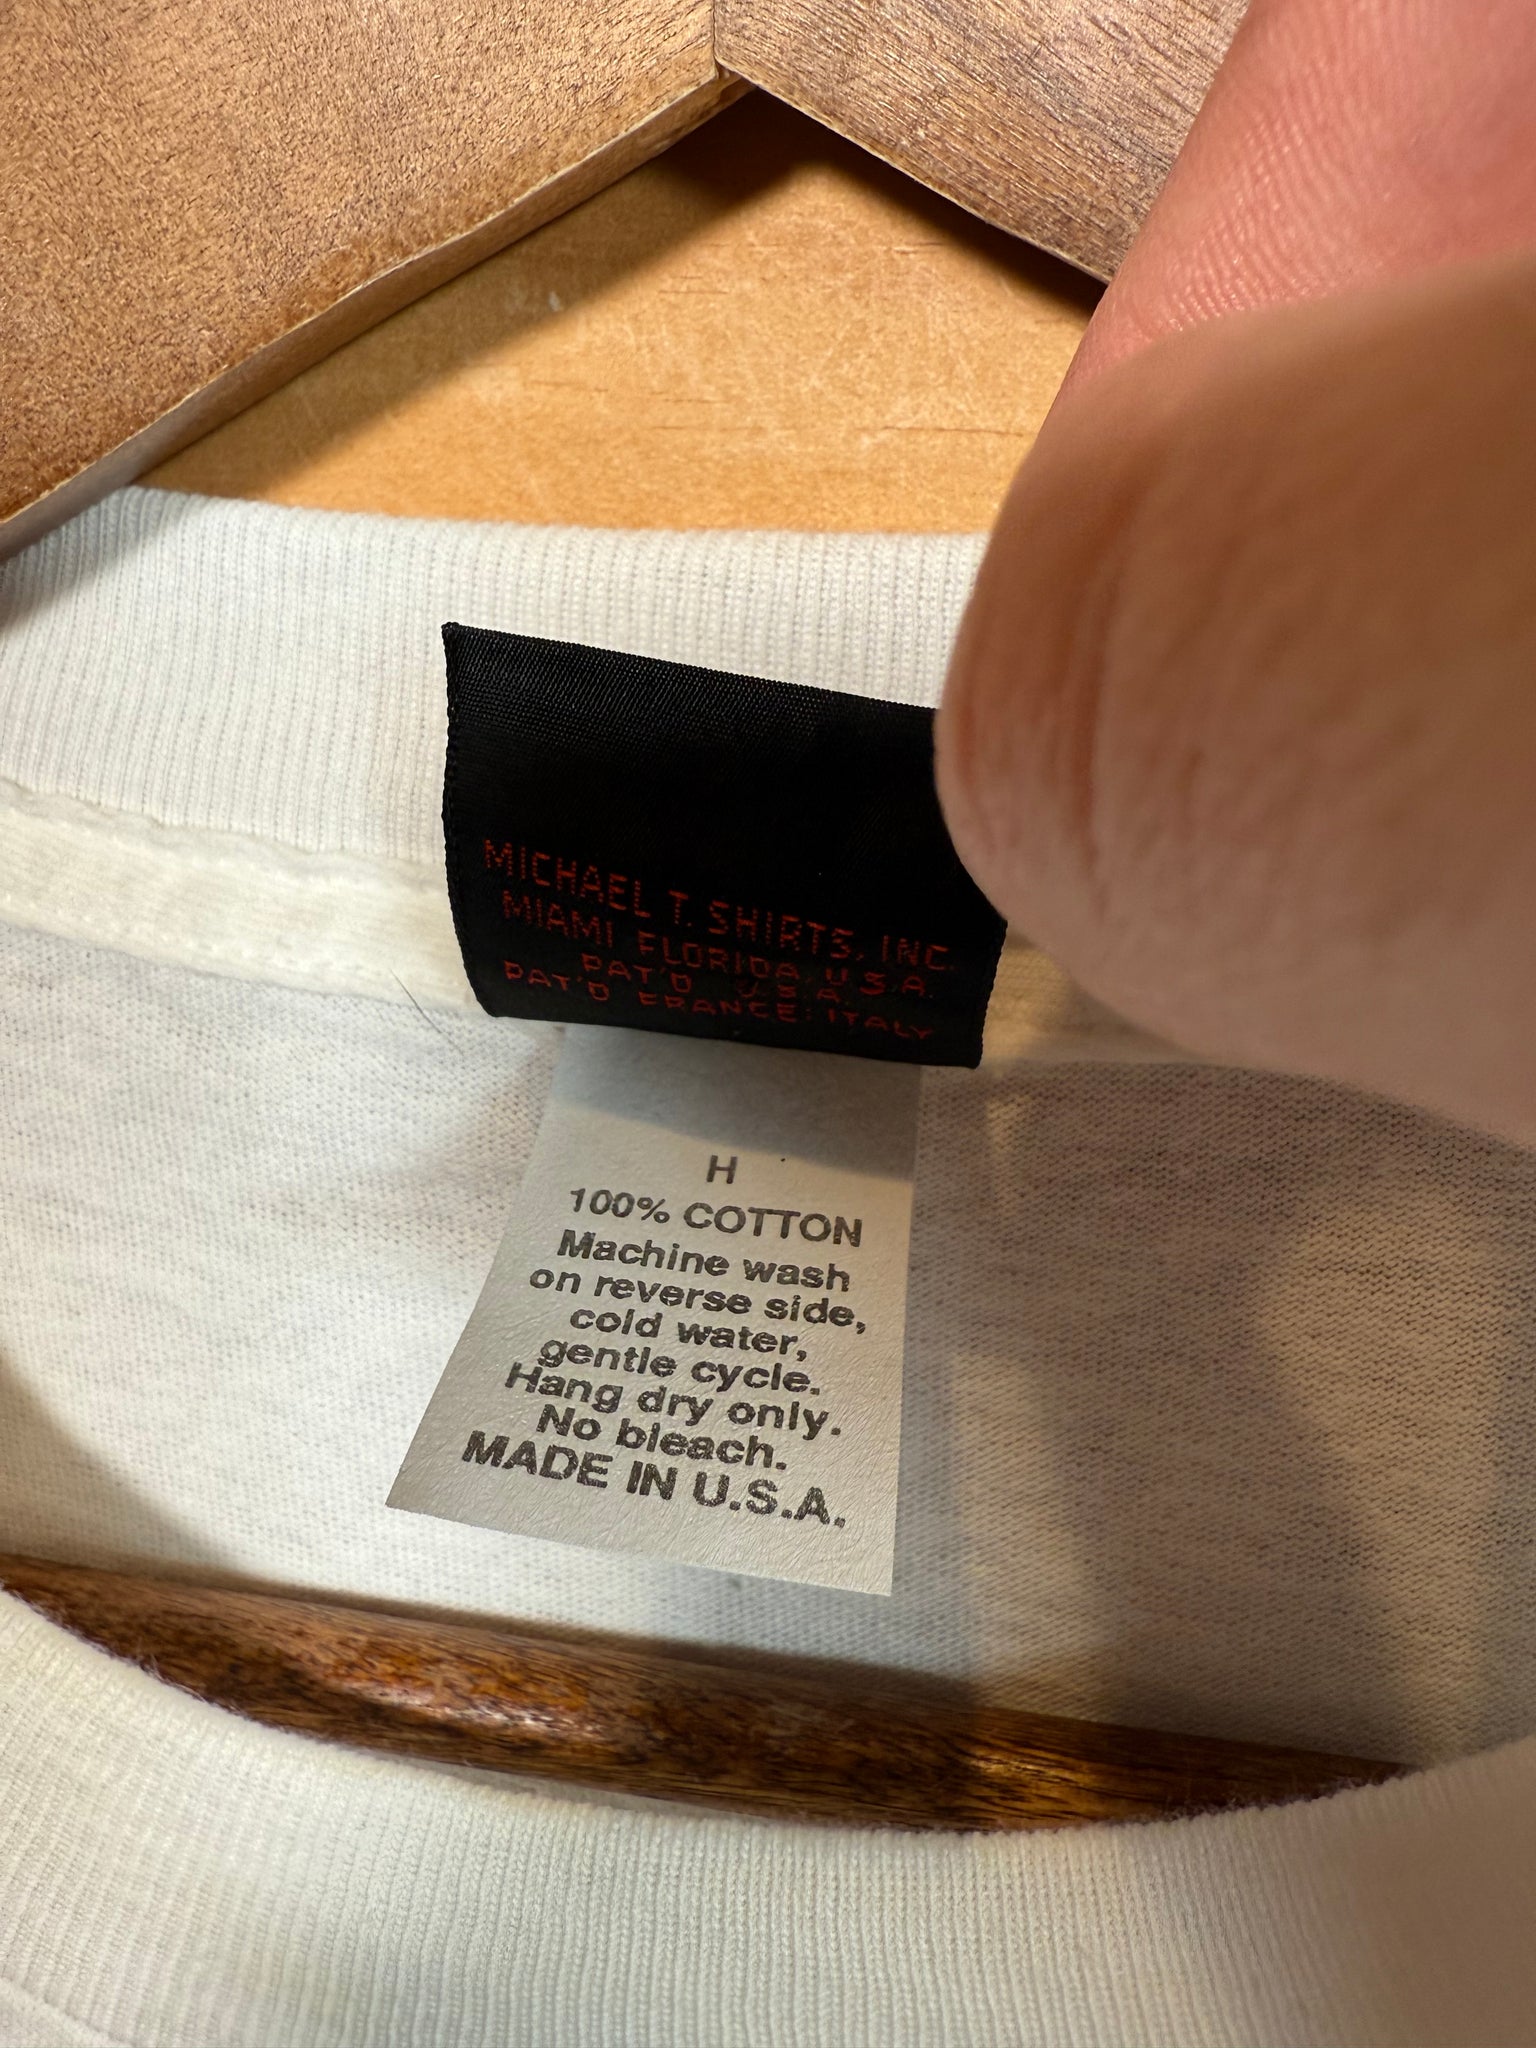 MICHAEL T. SHIRTS, INC.
MIAMI FLORIDA, U.S.A.
PAT'D U.S.A.
PAT'D FRANCE: ITALY
H
100% COTTON
Machine wash
on reverse side,
cold water,
gentle cycle.
Hang dry only.
No bleach.
MADE IN U.S.A.